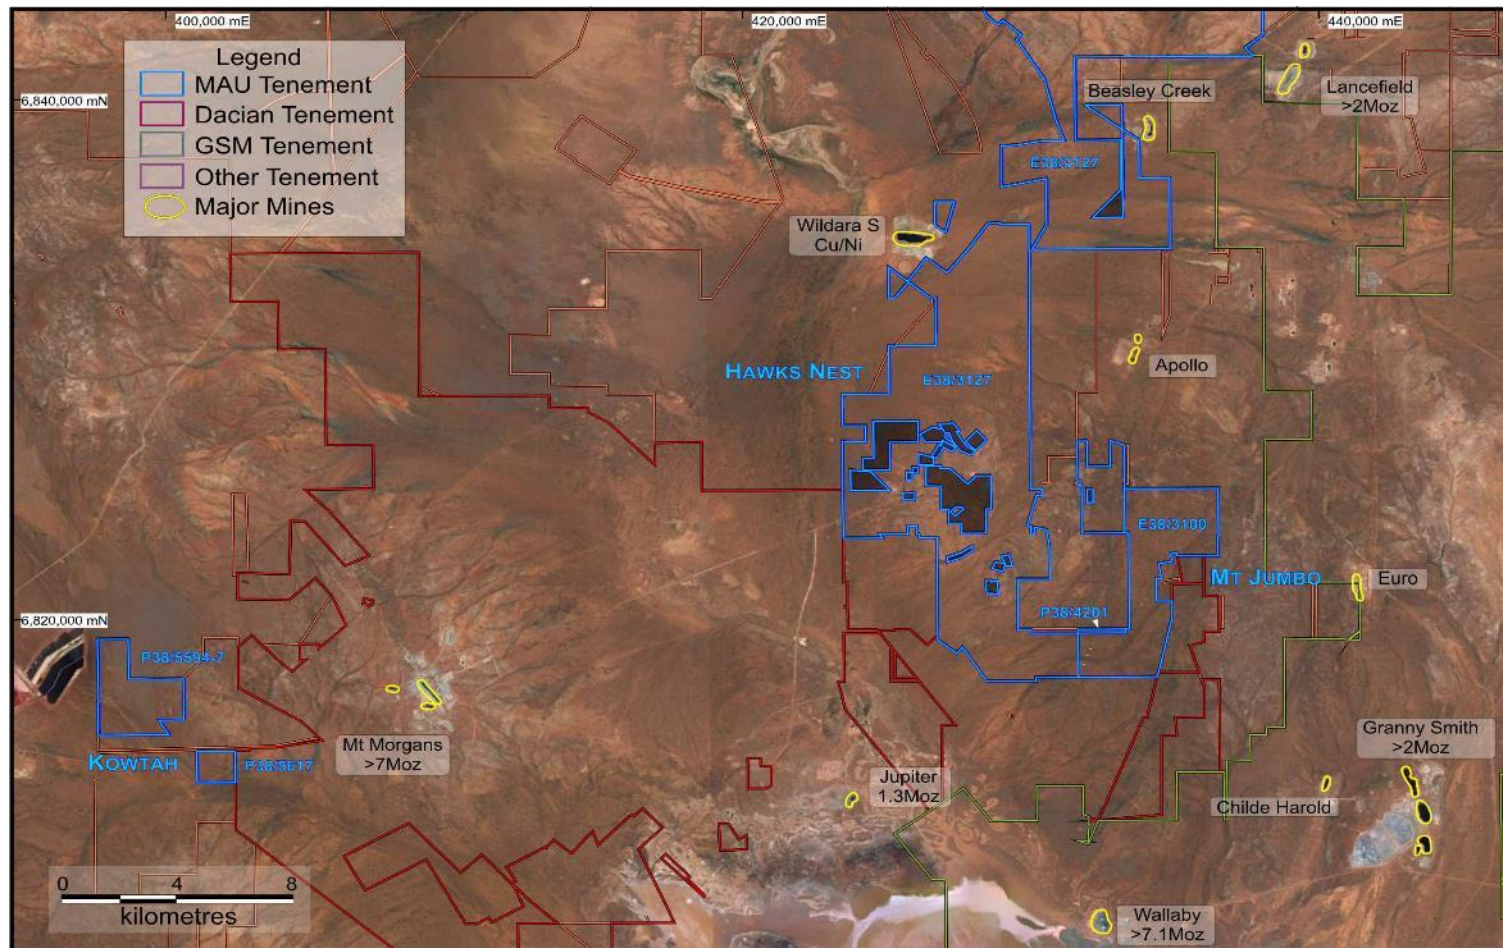 400,000 mE
420,000 mE
440,000 mE
Legend
MAU Tenement
Dacian Tenement
GSM Tenement
Other Tenement
Major Mines
6,840,000 mN
Beasley Creek
Lancefield
>2Moz
E38/3127
Wildara S
Cu/Ni
Apollo
HAWKS NEST
E38/3127
E38/3100
MT JUMBO
Euro
P38/4201
6,820,000 mN
P38/5594-7
Mt Morgans
>7Moz
KOWTAH
P38/5617
Jupiter
1.3Moz
Granny Smith
>2Moz
Childe Harold
Wallaby
>7.1Moz
0 4 8
kilometres